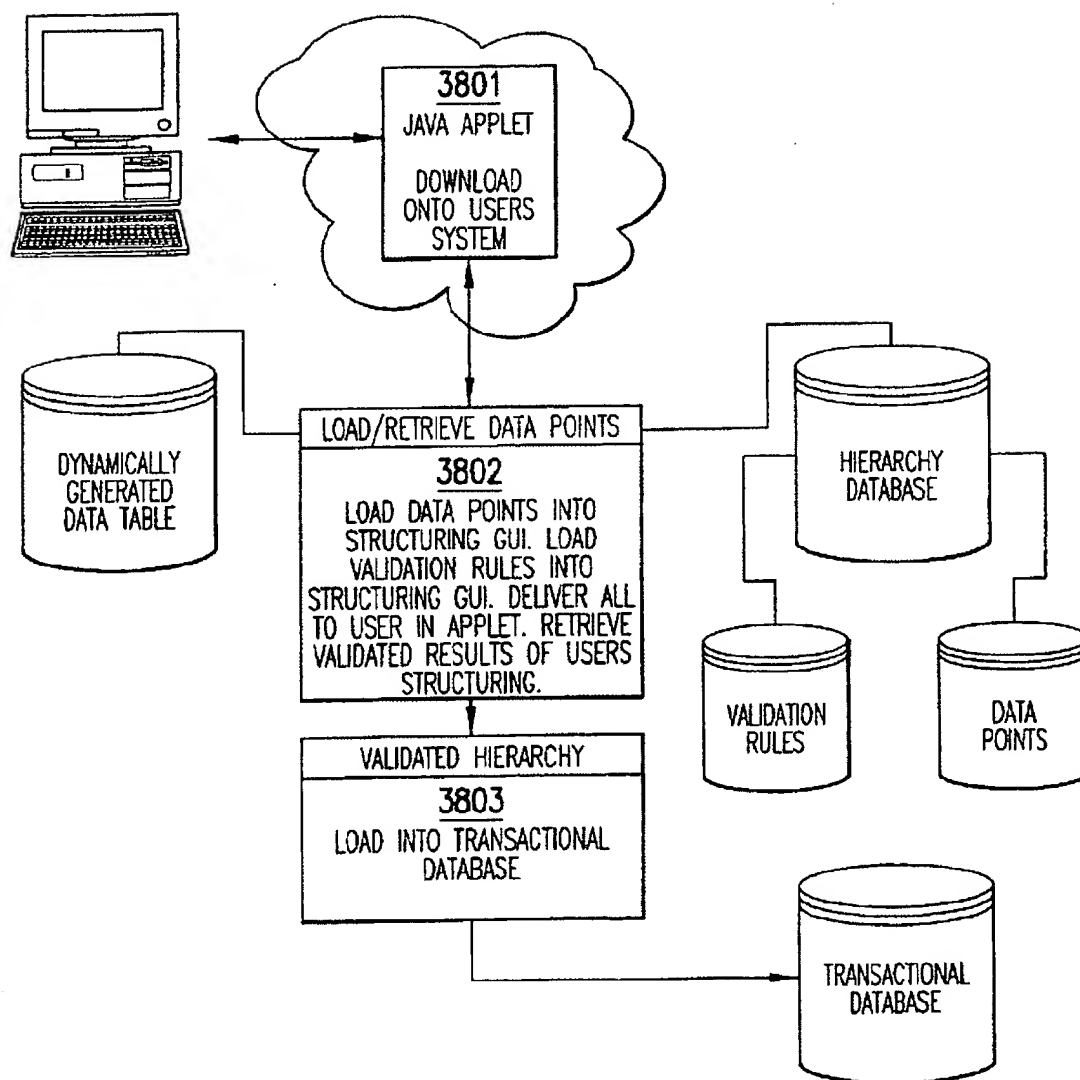 3801
JAVA APPLET
DOWNLOAD
ONTO USERS
SYSTEM
DYNAMICALLY
GENERATED
DATA TABLE
LOAD/RETRIEVE DATA POINTS
3802
LOAD DATA POINTS INTO
STRUCTURING GUI. LOAD
VALIDATION RULES INTO
STRUCTURING GUI. DELIVER ALL
TO USER IN APPLET. RETRIEVE
VALIDATED RESULTS OF USERS
STRUCTURING.
HIERARCHY
DATABASE
VALIDATION
RULES
DATA
POINTS
VALIDATED HIERARCHY
3803
LOAD INTO TRANSACTIONAL
DATABASE
TRANSACTIONAL
DATABASE